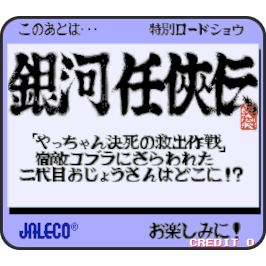 このあとは… 特別ロードショウ
銀河任侠伝
「やっちゃん決死の救出作戦」
宿敵コブラにさらわれた
二代目おじょうさんはどこに!?
JALECO® お楽しみに!
CREDIT 0